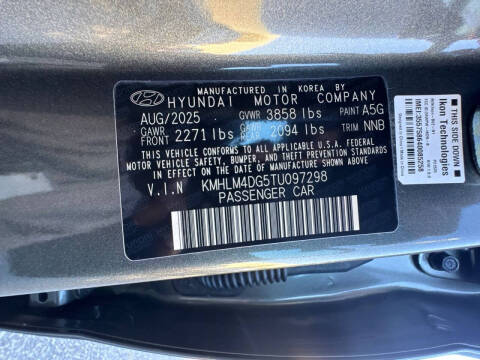 MANUFACTURED IN KOREA BY
HYUNDAI MOTOR COMPANY
AUG/2025 GVWR 3858 lbs PAINT A5G
GAWR FRONT 2271 lbs 2094 lbs TRIM NNB
THIS VEHICLE CONFORMS TO ALL APPLICABLE U.S. FEDERAL MOTOR VEHICLE SAFETY, BUMPER, AND THEFT PREVENTION STANDARDS IN EFFECT ON THE DATE OF MANUFACTURE SHOWN ABOVE.
V.I.N KMHLM4DG5TU097298
PASSENGER CAR
THIS SIDE DOWN
Ikon Technologies